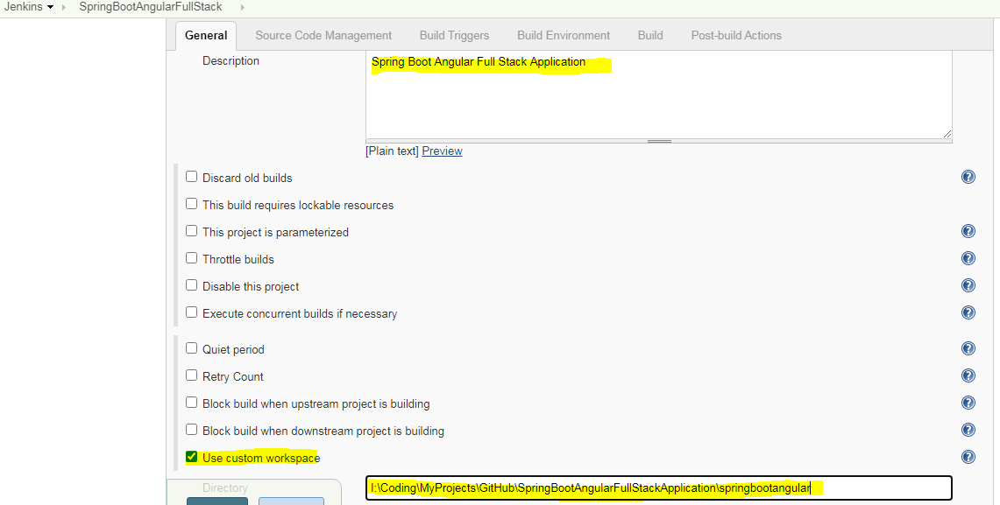 Jenkins SpringBootAngularFullStack
General Source Code Management Build Triggers Build Environment Build Post-build Actions
Description Spring Boot Angular Full Stack Application
[Plain text] Preview
Discard old builds ?
This build requires lockable resources
This project is parameterized ?
Throttle builds ?
Disable this project ?
Execute concurrent builds if necessary ?
Quiet period ?
Retry Count ?
Block build when upstream project is building ?
Block build when downstream project is building ?
Use custom workspace ?
Directory I:\Coding\MyProjects\GitHub\SpringBootAngularFullStackApplication\springbootangular